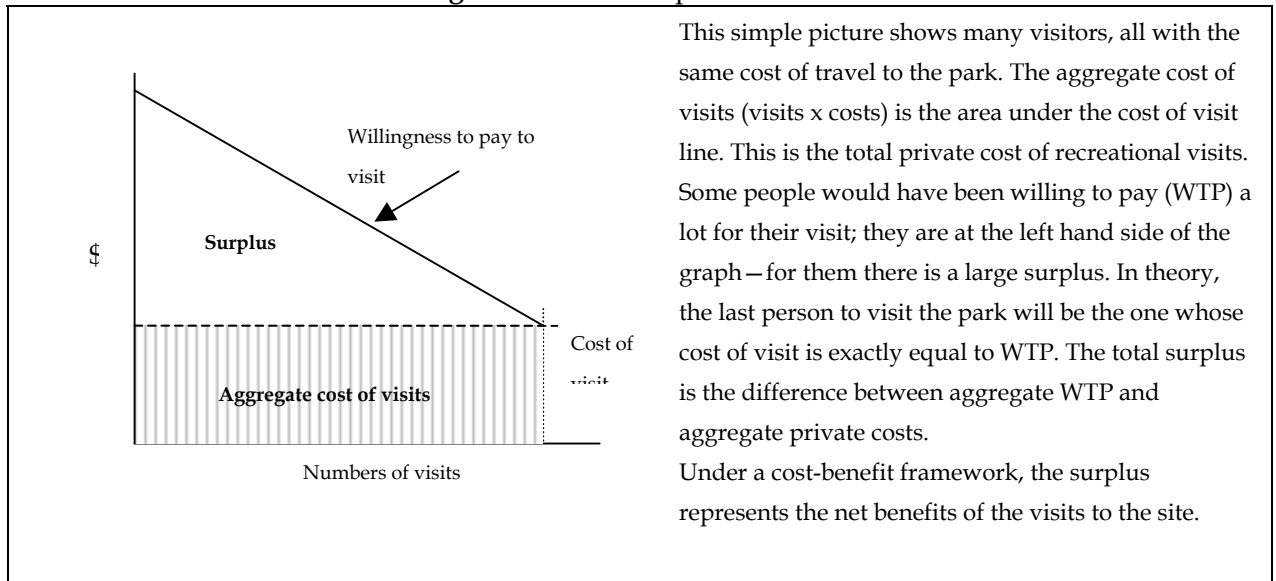 Willingness to pay to
visit
Surplus
$
Cost of
visit
Aggregate cost of visits
Numbers of visits
This simple picture shows many visitors, all with the
same cost of travel to the park. The aggregate cost of
visits (visits x costs) is the area under the cost of visit
line. This is the total private cost of recreational visits.
Some people would have been willing to pay (WTP) a
lot for their visit; they are at the left hand side of the
graph—for them there is a large surplus. In theory,
the last person to visit the park will be the one whose
cost of visit is exactly equal to WTP. The total surplus
is the difference between aggregate WTP and
aggregate private costs.
Under a cost-benefit framework, the surplus
represents the net benefits of the visits to the site.